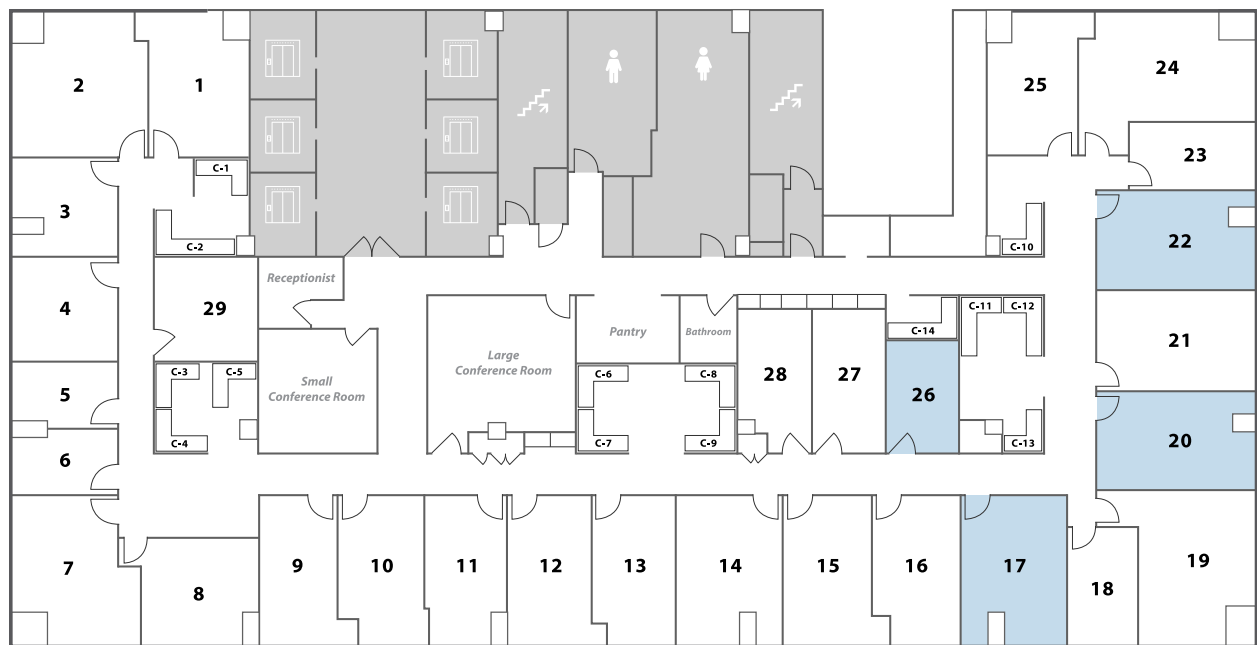 2
1
25
24
23
C-1
3
C-2
C-10
22
Receptionist
29
4
C-11
C-12
C-14
21
Pantry
Bathroom
Large
Conference Room
C-3
C-5
C-6
C-8
28
27
26
5
Small
Conference Room
20
C-4
C-7
C-9
C-13
6
7
8
9
10
11
12
13
14
15
16
17
18
19